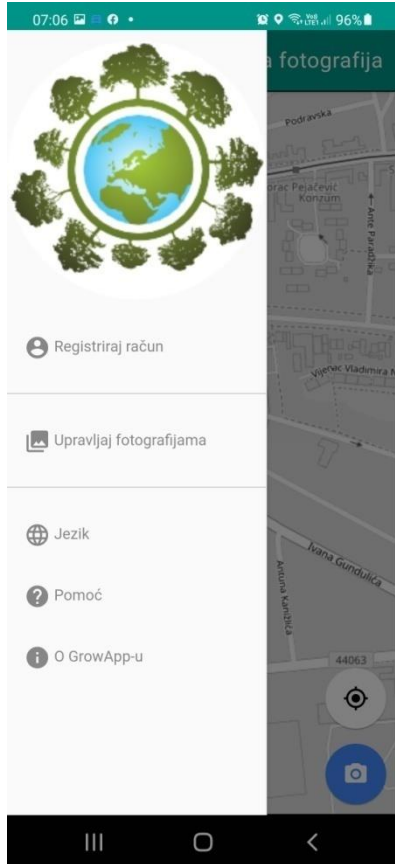 07:06
96%
fotografija
Registriraj račun
Upravljaj fotografijama
Jezik
Pomoć
O GrowApp-u
Podravska
Pejačević
Konzum
Ante Paradžika
Vladimira
Ivana Gundulića
Antuna Kanižlića
44063